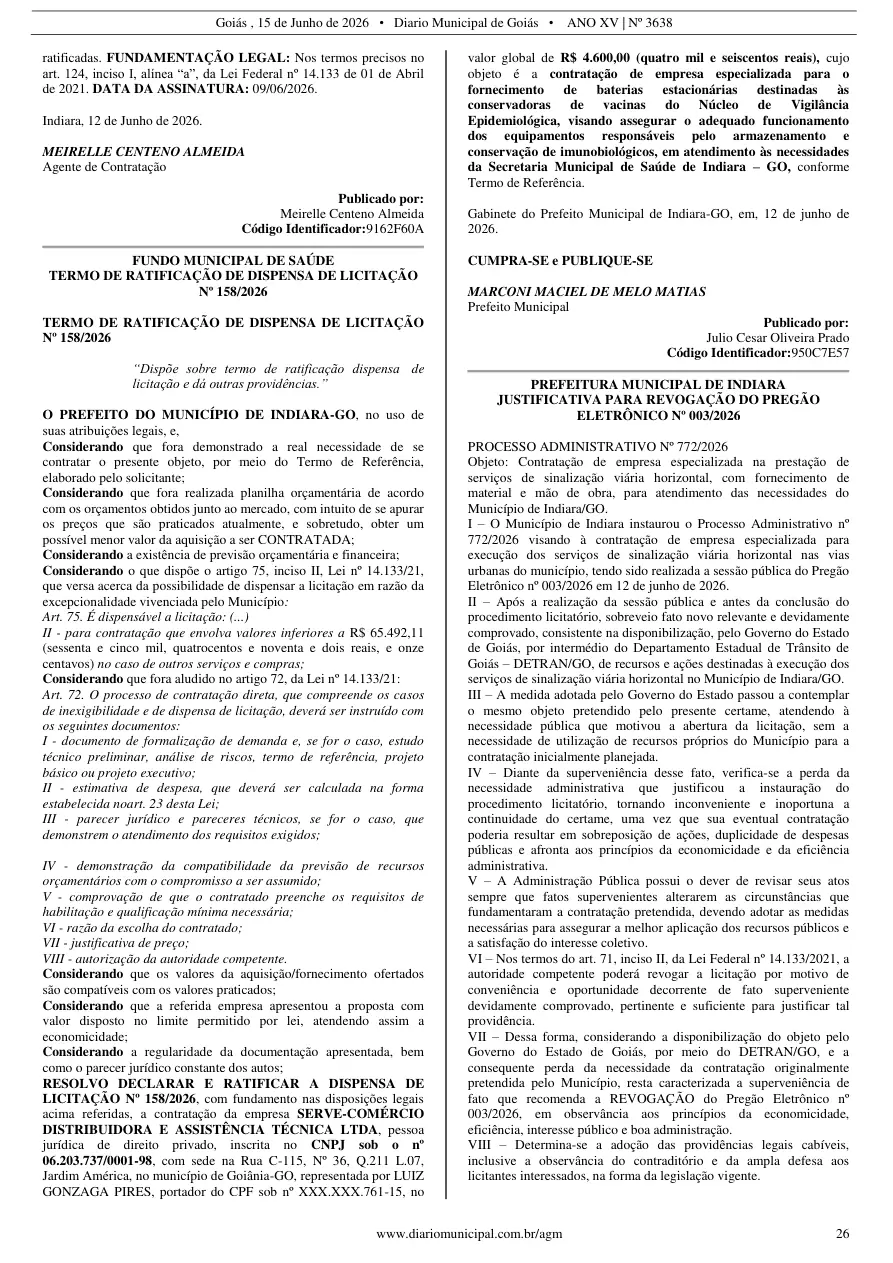 Goiás , 15 de Junho de 2026 • Diario Municipal de Goiás • ANO XV | Nº 3638
ratificadas. FUNDAMENTAÇÃO LEGAL: Nos termos precisos no
art. 124, inciso I, alínea “a”, da Lei Federal nº 14.133 de 01 de Abril
de 2021. DATA DA ASSINATURA: 09/06/2026.
Indiara, 12 de Junho de 2026.
MEIRELLE CENTENO ALMEIDA
Agente de Contratação
Publicado por:
Meirelle Centeno Almeida
Código Identificador:9162F60A
FUNDO MUNICIPAL DE SAÚDE
TERMO DE RATIFICAÇÃO DE DISPENSA DE LICITAÇÃO
Nº 158/2026
TERMO DE RATIFICAÇÃO DE DISPENSA DE LICITAÇÃO
Nº 158/2026
“Dispõe sobre termo de ratificação dispensa de
licitação e dá outras providências.”
O PREFEITO DO MUNICÍPIO DE INDIARA-GO, no uso de
suas atribuições legais, e,
Considerando que fora demonstrado a real necessidade de se
contratar o presente objeto, por meio do Termo de Referência,
elaborado pelo solicitante;
Considerando que fora realizada planilha orçamentária de acordo
com os orçamentos obtidos junto ao mercado, com intuito de se apurar
os preços que são praticados atualmente, e sobretudo, obter um
possível menor valor da aquisição a ser CONTRATADA;
Considerando a existência de previsão orçamentária e financeira;
Considerando o que dispõe o artigo 75, inciso II, Lei nº 14.133/21,
que versa acerca da possibilidade de dispensar a licitação em razão da
excepcionalidade vivenciada pelo Município:
Art. 75. É dispensável a licitação: (...)
II - para contratação que envolva valores inferiores a R$ 65.492,11
(sessenta e cinco mil, quatrocentos e noventa e dois reais, e onze
centavos) no caso de outros serviços e compras;
Considerando que fora aludido no artigo 72, da Lei nº 14.133/21:
Art. 72. O processo de contratação direta, que compreende os casos
de inexigibilidade e de dispensa de licitação, deverá ser instruído com
os seguintes documentos:
I - documento de formalização de demanda e, se for o caso, estudo
técnico preliminar, análise de riscos, termo de referência, projeto
básico ou projeto executivo;
II - estimativa de despesa, que deverá ser calculada na forma
estabelecida noart. 23 desta Lei;
III - parecer jurídico e pareceres técnicos, se for o caso, que
demonstrem o atendimento dos requisitos exigidos;
IV - demonstração da compatibilidade da previsão de recursos
orçamentários com o compromisso a ser assumido;
V - comprovação de que o contratado preenche os requisitos de
habilitação e qualificação mínima necessária;
VI - razão da escolha do contratado;
VII - justificativa de preço;
VIII - autorização da autoridade competente.
Considerando que os valores da aquisição/fornecimento ofertados
são compatíveis com os valores praticados;
Considerando que a referida empresa apresentou a proposta com
valor disposto no limite permitido por lei, atendendo assim a
economicidade;
Considerando a regularidade da documentação apresentada, bem
como o parecer jurídico constante dos autos;
RESOLVO DECLARAR E RATIFICAR A DISPENSA DE
LICITAÇÃO Nº 158/2026, com fundamento nas disposições legais
acima referidas, a contratação da empresa SERVE-COMÉRCIO
DISTRIBUIDORA E ASSISTÊNCIA TÉCNICA LTDA, pessoa
jurídica de direito privado, inscrita no CNPJ sob o nº
06.203.737/0001-98, com sede na Rua C-115, Nº 36, Q.211 L.07,
Jardim América, no município de Goiânia-GO, representada por LUIZ
GONZAGA PIRES, portador do CPF sob nº XXX.XXX.761-15, no
valor global de R$ 4.600,00 (quatro mil e seiscentos reais), cujo
objeto é a contratação de empresa especializada para o
fornecimento de baterias estacionárias destinadas às
conservadoras de vacinas do Núcleo de Vigilância
Epidemiológica, visando assegurar o adequado funcionamento
dos equipamentos responsáveis pelo armazenamento e
conservação de imunobiológicos, em atendimento às necessidades
da Secretaria Municipal de Saúde de Indiara – GO, conforme
Termo de Referência.
Gabinete do Prefeito Municipal de Indiara-GO, em, 12 de junho de
2026.
CUMPRA-SE e PUBLIQUE-SE
MARCONI MACIEL DE MELO MATIAS
Prefeito Municipal
Publicado por:
Julio Cesar Oliveira Prado
Código Identificador:950C7E57
PREFEITURA MUNICIPAL DE INDIARA
JUSTIFICATIVA PARA REVOGAÇÃO DO PREGÃO
ELETRÔNICO Nº 003/2026
PROCESSO ADMINISTRATIVO Nº 772/2026
Objeto: Contratação de empresa especializada na prestação de
serviços de sinalização viária horizontal, com fornecimento de
material e mão de obra, para atendimento das necessidades do
Município de Indiara/GO.
I – O Município de Indiara instaurou o Processo Administrativo nº
772/2026 visando à contratação de empresa especializada para
execução dos serviços de sinalização viária horizontal nas vias
urbanas do município, tendo sido realizada a sessão pública do Pregão
Eletrônico nº 003/2026 em 12 de junho de 2026.
II – Após a realização da sessão pública e antes da conclusão do
procedimento licitatório, sobreveio fato novo relevante e devidamente
comprovado, consistente na disponibilização, pelo Governo do Estado
de Goiás, por intermédio do Departamento Estadual de Trânsito de
Goiás – DETRAN/GO, de recursos e ações destinadas à execução dos
serviços de sinalização viária horizontal no Município de Indiara/GO.
III – A medida adotada pelo Governo do Estado passou a contemplar
o mesmo objeto pretendido pelo presente certame, atendendo à
necessidade pública que motivou a abertura da licitação, sem a
necessidade de utilização de recursos próprios do Município para a
contratação inicialmente planejada.
IV – Diante da superveniência desse fato, verifica-se a perda da
necessidade administrativa que justificou a instauração do
procedimento licitatório, tornando inconveniente e inoportuna a
continuidade do certame, uma vez que sua eventual contratação
poderia resultar em sobreposição de ações, duplicidade de despesas
públicas e afronta aos princípios da economicidade e da eficiência
administrativa.
V – A Administração Pública possui o dever de revisar seus atos
sempre que fatos supervenientes alterarem as circunstâncias que
fundamentaram a contratação pretendida, devendo adotar as medidas
necessárias para assegurar a melhor aplicação dos recursos públicos e
a satisfação do interesse coletivo.
VI – Nos termos do art. 71, inciso II, da Lei Federal nº 14.133/2021, a
autoridade competente poderá revogar a licitação por motivo de
conveniência e oportunidade decorrente de fato superveniente
devidamente comprovado, pertinente e suficiente para justificar tal
providência.
VII – Dessa forma, considerando a disponibilização do objeto pelo
Governo do Estado de Goiás, por meio do DETRAN/GO, e a
consequente perda da necessidade da contratação originalmente
pretendida pelo Município, resta caracterizada a superveniência de
fato que recomenda a REVOGAÇÃO do Pregão Eletrônico nº
003/2026, em observância aos princípios da economicidade,
eficiência, interesse público e boa administração.
VIII – Determina-se a adoção das providências legais cabíveis,
inclusive a observância do contraditório e da ampla defesa aos
licitantes interessados, na forma da legislação vigente.
www.diariomunicipal.com.br/agm
26